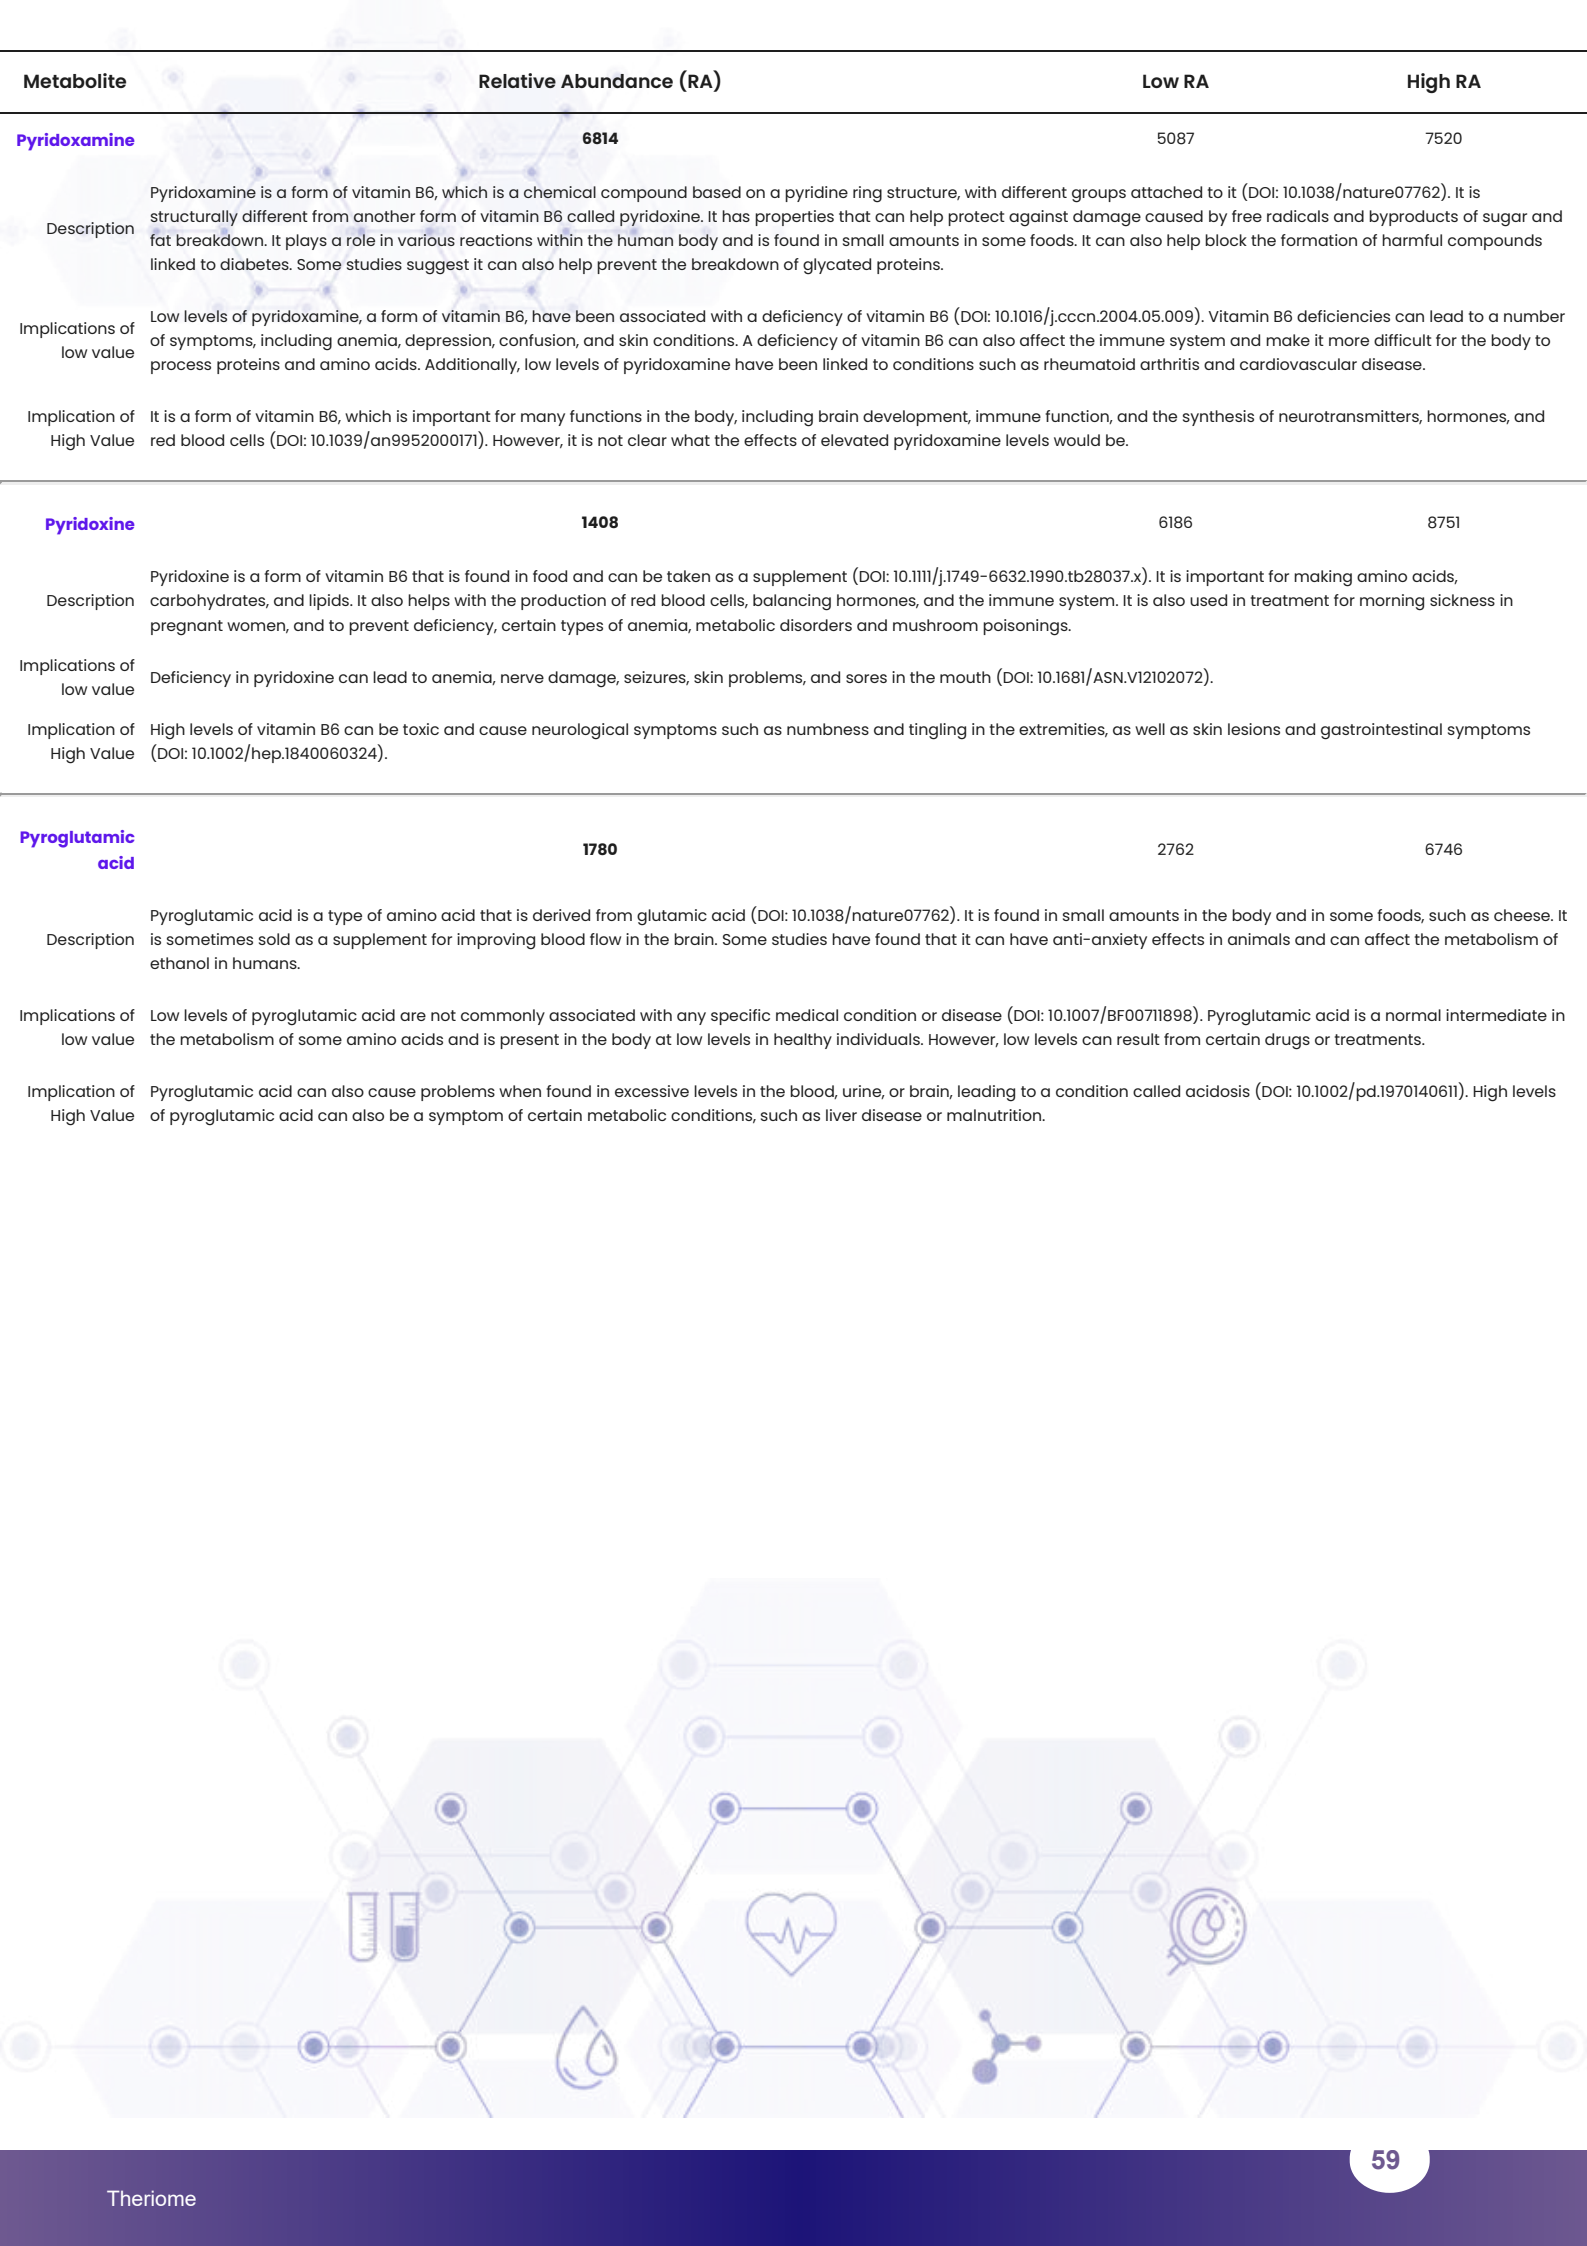 Metabolite Relative Abundance (RA) Low RA High RA
Pyridoxamine 6814 5087 7520
Description
Pyridoxamine is a form of vitamin B6, which is a chemical compound based on a pyridine ring structure, with different groups attached to it (DOI: 10.1038/nature07762). It is
structurally different from another form of vitamin B6 called pyridoxine. It has properties that can help protect against damage caused by free radicals and byproducts of sugar and
fat breakdown. It plays a role in various reactions within the human body and is found in small amounts in some foods. It can also help block the formation of harmful compounds
linked to diabetes. Some studies suggest it can also help prevent the breakdown of glycated proteins.
Implications of
low value
Low levels of pyridoxamine, a form of vitamin B6, have been associated with a deficiency of vitamin B6 (DOI: 10.1016/j.cccn.2004.05.009). Vitamin B6 deficiencies can lead to a number
of symptoms, including anemia, depression, confusion, and skin conditions. A deficiency of vitamin B6 can also affect the immune system and make it more difficult for the body to
process proteins and amino acids. Additionally, low levels of pyridoxamine have been linked to conditions such as rheumatoid arthritis and cardiovascular disease.
Implication of
High Value
It is a form of vitamin B6, which is important for many functions in the body, including brain development, immune function, and the synthesis of neurotransmitters, hormones, and
red blood cells (DOI: 10.1039/an9952000171). However, it is not clear what the effects of elevated pyridoxamine levels would be.
Pyridoxine 1408 6186 8751
Description
Pyridoxine is a form of vitamin B6 that is found in food and can be taken as a supplement (DOI: 10.1111/j.1749-6632.1990.tb28037.x). It is important for making amino acids,
carbohydrates, and lipids. It also helps with the production of red blood cells, balancing hormones, and the immune system. It is also used in treatment for morning sickness in
pregnant women, and to prevent deficiency, certain types of anemia, metabolic disorders and mushroom poisonings.
Implications of
low value
Deficiency in pyridoxine can lead to anemia, nerve damage, seizures, skin problems, and sores in the mouth (DOI: 10.1681/ASN.V12102072).
Implication of
High Value
High levels of vitamin B6 can be toxic and cause neurological symptoms such as numbness and tingling in the extremities, as well as skin lesions and gastrointestinal symptoms
(DOI: 10.1002/hep.1840060324).
Pyroglutamic
acid
1780 2762 6746
Description
Pyroglutamic acid is a type of amino acid that is derived from glutamic acid (DOI: 10.1038/nature07762). It is found in small amounts in the body and in some foods, such as cheese. It
is sometimes sold as a supplement for improving blood flow in the brain. Some studies have found that it can have anti-anxiety effects in animals and can affect the metabolism of
ethanol in humans.
Implications of
low value
Low levels of pyroglutamic acid are not commonly associated with any specific medical condition or disease (DOI: 10.1007/BF00711898). Pyroglutamic acid is a normal intermediate in
the metabolism of some amino acids and is present in the body at low levels in healthy individuals. However, low levels can result from certain drugs or treatments.
Implication of
High Value
Pyroglutamic acid can also cause problems when found in excessive levels in the blood, urine, or brain, leading to a condition called acidosis (DOI: 10.1002/pd.1970140611). High levels
of pyroglutamic acid can also be a symptom of certain metabolic conditions, such as liver disease or malnutrition.
59
Theriome